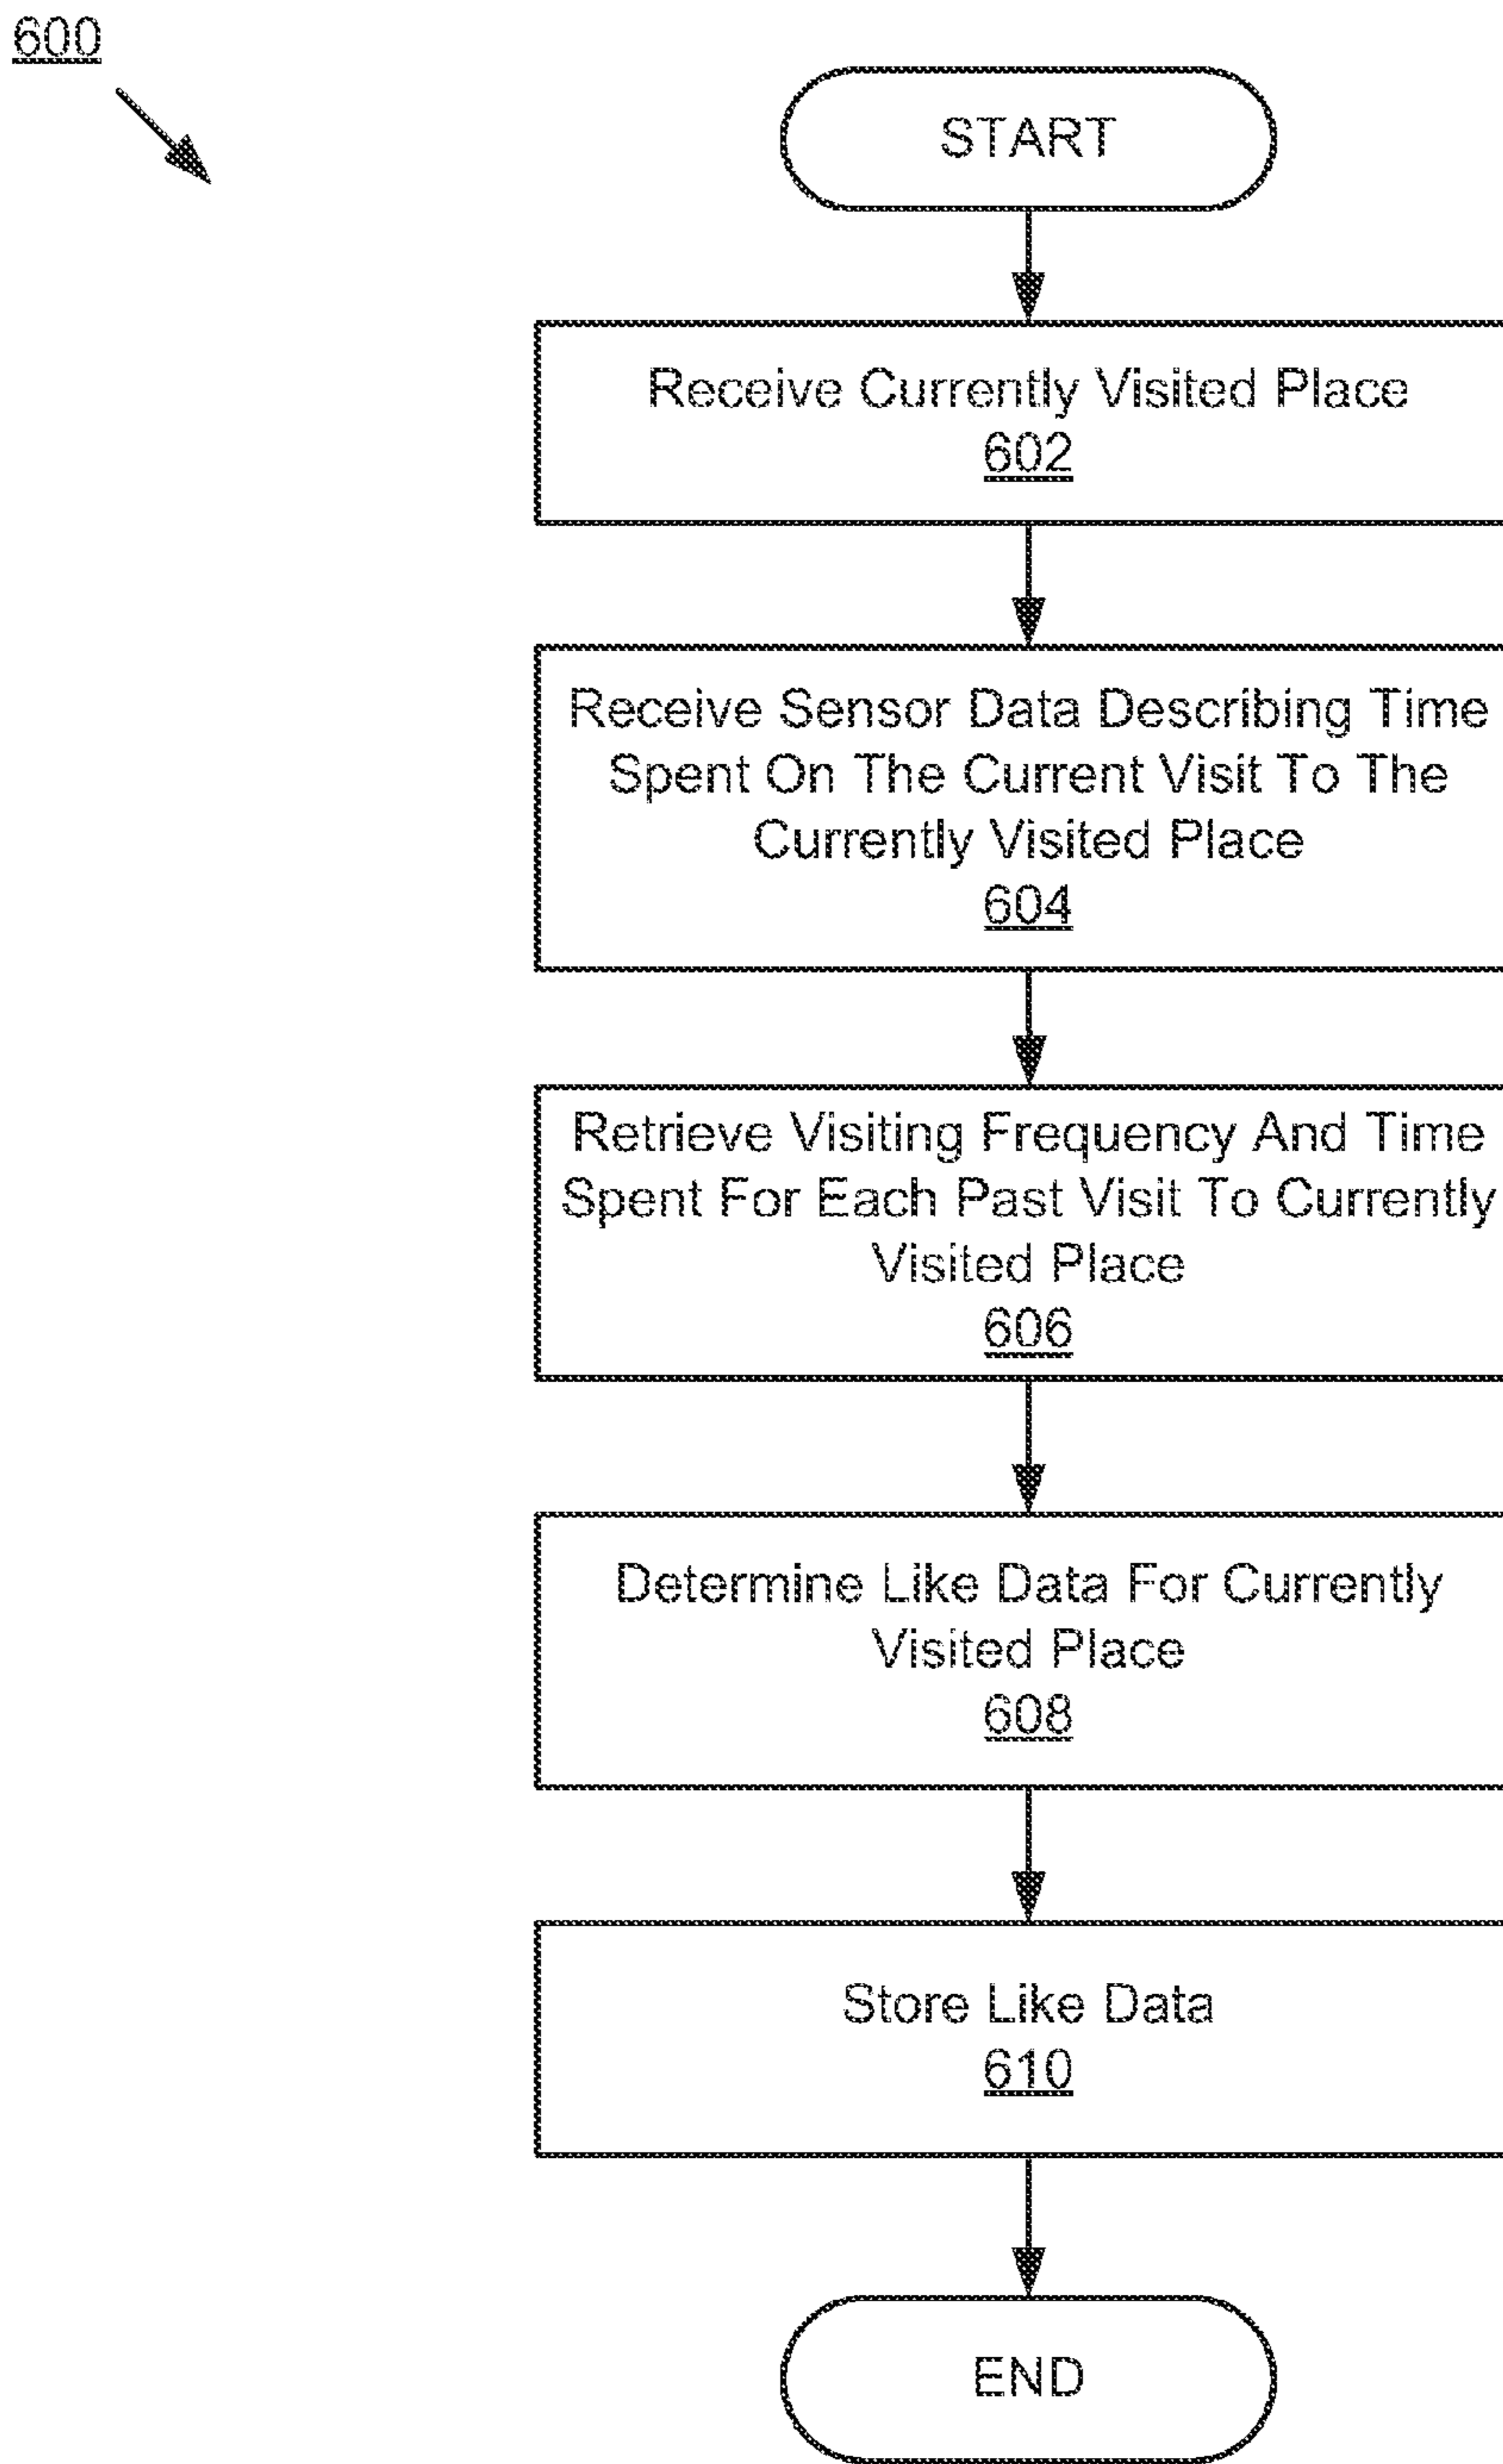 600
START
Receive Currently Visited Place
602
Receive Sensor Data Describing Time
Spent On The Current Visit To The
Currently Visited Place
604
Retrieve Visiting Frequency And Time
Spent For Each Past Visit To Currently
Visited Place
606
Determine Like Data For Currently
Visited Place
608
Store Like Data
610
END